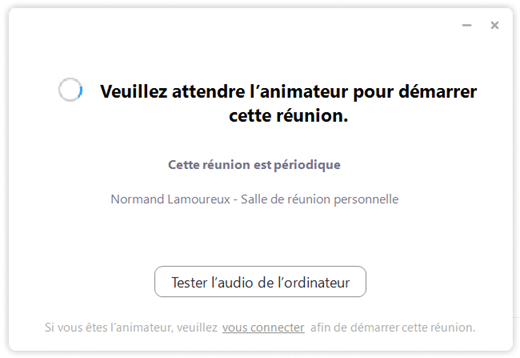 Veuillez attendre l’animateur pour démarrer
cette réunion.
Cette réunion est périodique
Normand Lamoureux - Salle de réunion personnelle
Tester l’audio de l’ordinateur
Si vous êtes l’animateur, veuillez vous connecter afin de démarrer cette réunion.